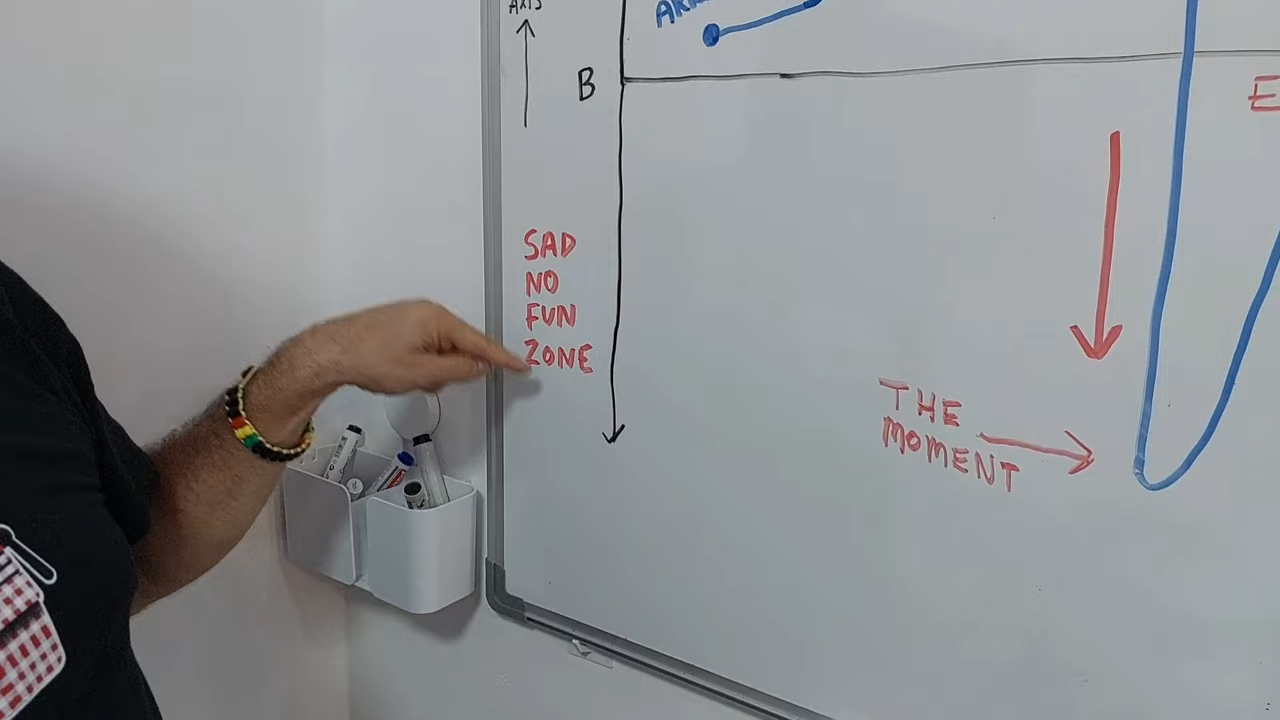 AXIS
B
E
SAD
NO
FUN
ZONE
THE
MOMENT